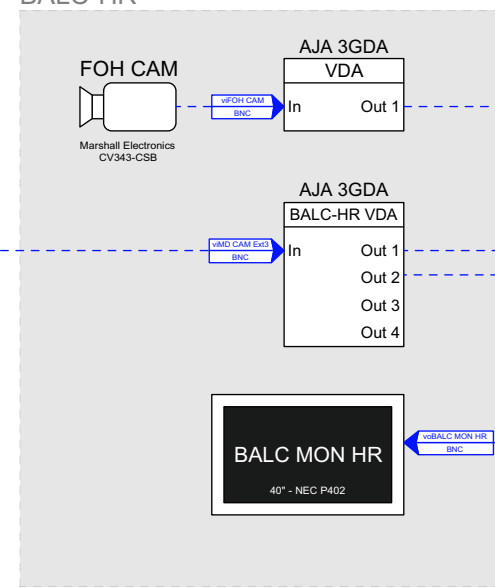 BALC-HR
FOH CAM
Marshall Electronics
CV343-CSB
viFOH CAM
BNC
AJA 3GDA
VDA
In
Out 1
viMD CAM Ext3
BNC
AJA 3GDA
BALC-HR VDA
In
Out 1
Out 2
Out 3
Out 4
BALC MON HR
40" - NEC P402
voBALC MON HR
BNC